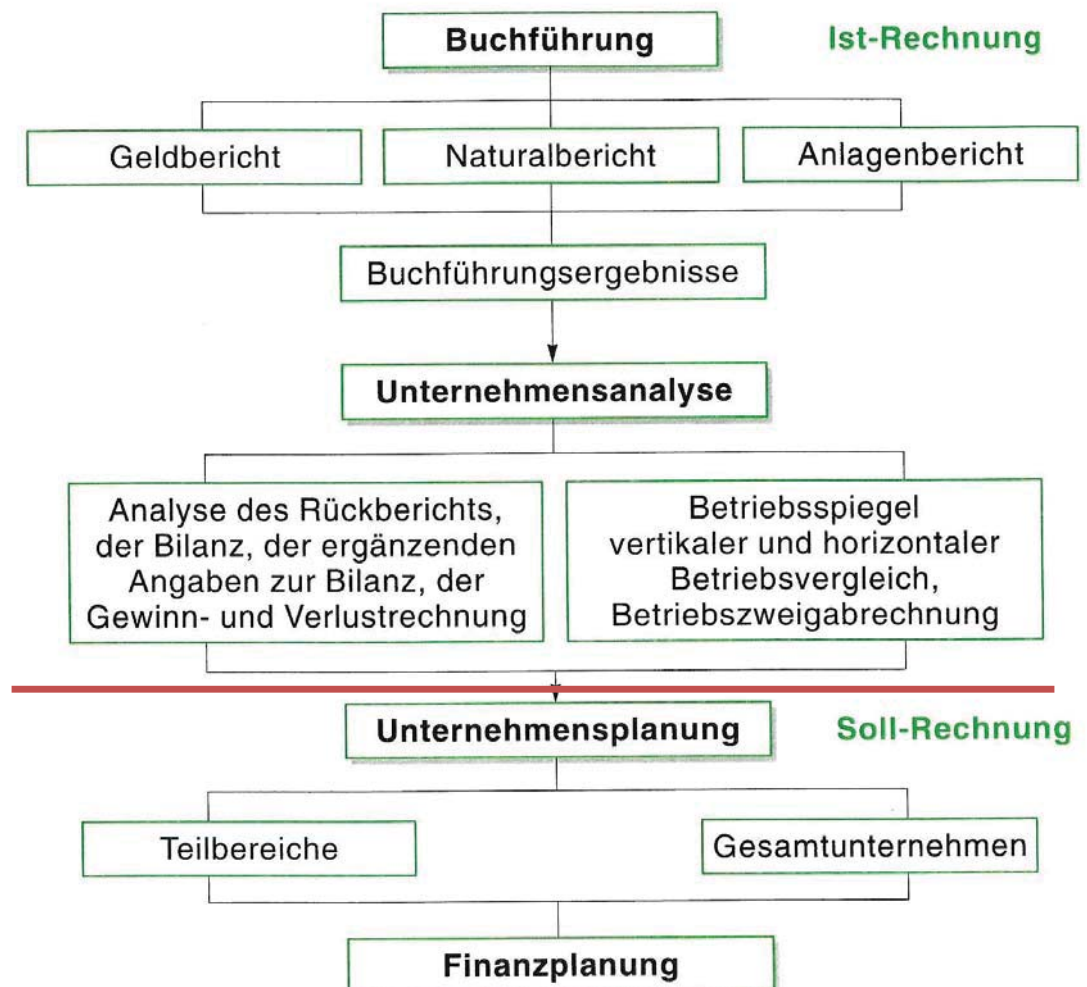 Buchführung
Ist-Rechnung
Geldbericht
Naturalbericht
Anlagenbericht
Buchführungsergebnisse
Unternehmensanalyse
Analyse des Rückberichts,
der Bilanz, der ergänzenden
Angaben zur Bilanz, der
Gewinn- und Verlustrechnung
Betriebsspiegel
vertikaler und horizontaler
Betriebsvergleich,
Betriebszweigabrechnung
Unternehmensplanung
Soll-Rechnung
Teilbereiche
Gesamtunternehmen
Finanzplanung